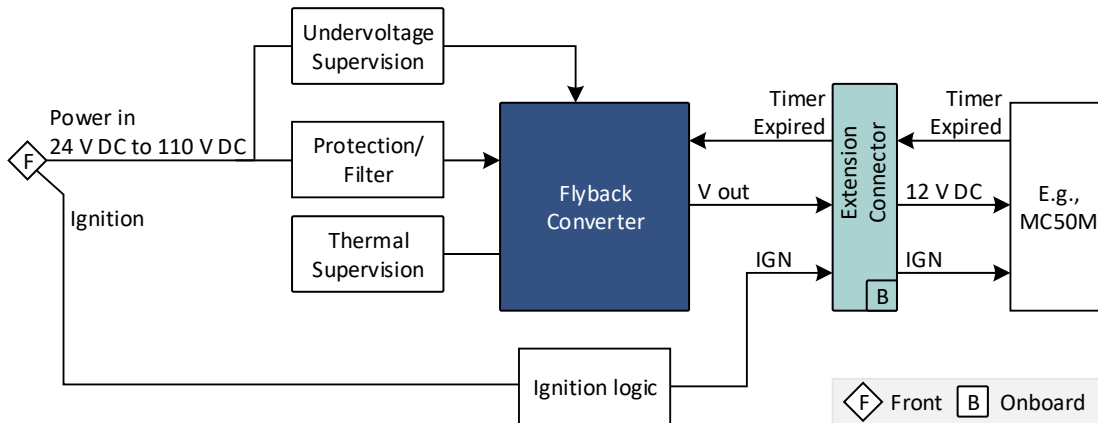 Undervoltage
Supervision
Power in
24 V DC to 110 V DC
F
Protection/
Filter
Ignition
Thermal
Supervision
Flyback
Converter
Timer
Expired
V out
IGN
Extension
Connector
B
Timer
Expired
12 V DC
IGN
E.g.,
MC50M
Ignition logic
F Front B Onboard